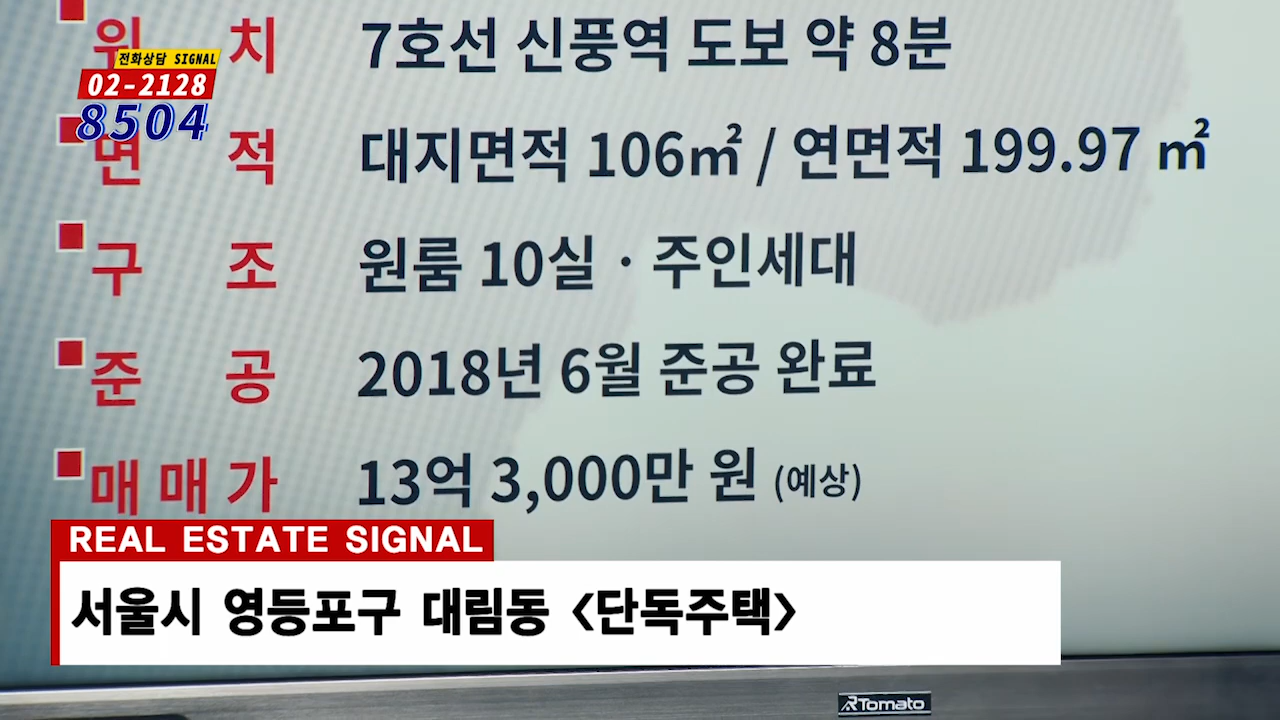 위 치 7호선 신풍역 도보 약 8분
전화상담 SIGNAL
02-2128
8504
면 적 대지면적 106㎡ / 연면적 199.97 ㎡
구 조 원룸 10실 · 주인세대
준 공 2018년 6월 준공 완료
매 매 가 13억 3,000만 원 (예상)
REAL ESTATE SIGNAL
서울시 영등포구 대림동 <단독주택>
RTomato